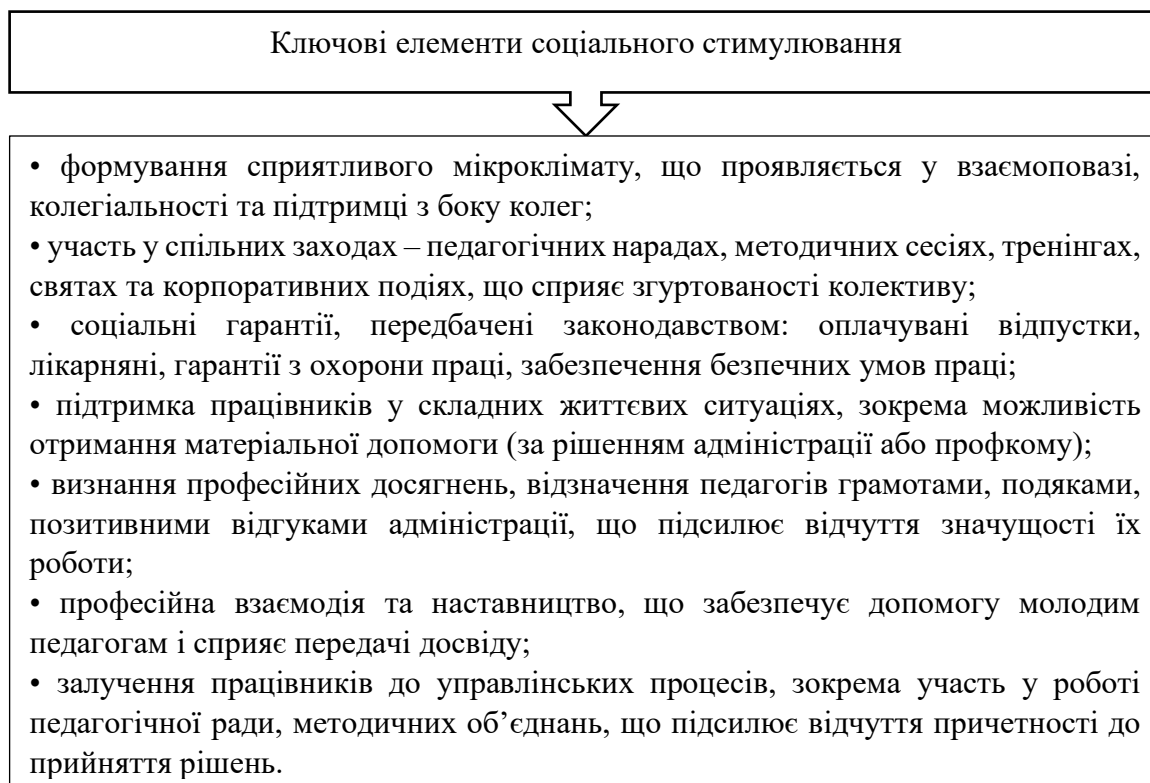 Ключові елементи соціального стимулювання
• формування сприятливого мікроклімату, що проявляється у взаємоповазі,
колегіальності та підтримці з боку колег;
• участь у спільних заходах – педагогічних нарадах, методичних сесіях, тренінгах,
святах та корпоративних подіях, що сприяє згуртованості колективу;
• соціальні гарантії, передбачені законодавством: оплачувані відпустки,
лікарняні, гарантії з охорони праці, забезпечення безпечних умов праці;
• підтримка працівників у складних життєвих ситуаціях, зокрема можливість
отримання матеріальної допомоги (за рішенням адміністрації або профкому);
• визнання професійних досягнень, відзначення педагогів грамотами, подяками,
позитивними відгуками адміністрації, що підсилює відчуття значущості їх
роботи;
• професійна взаємодія та наставництво, що забезпечує допомогу молодим
педагогам і сприяє передачі досвіду;
• залучення працівників до управлінських процесів, зокрема участь у роботі
педагогічної ради, методичних об’єднань, що підсилює відчуття причетності до
прийняття рішень.